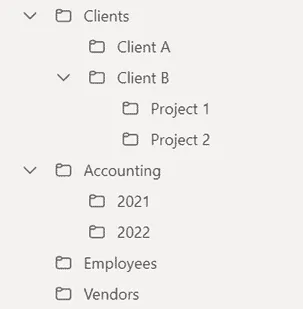 Clients
Client A
Client B
Project 1
Project 2
Accounting
2021
2022
Employees
Vendors